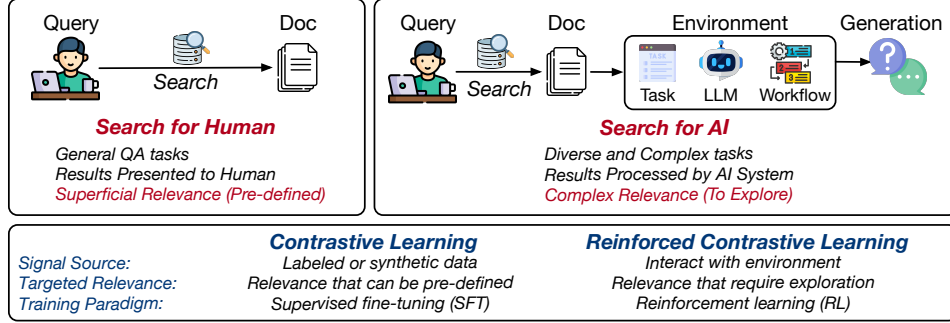 Query
Doc
Search
Search for Human
General QA tasks
Results Presented to Human
Superficial Relevance (Pre-defined)
Query
Doc
Environment
Generation
Search
TASK
Task
LLM
Workflow
1
2
3
?
Search for AI
Diverse and Complex tasks
Results Processed by AI System
Complex Relevance (To Explore)
Contrastive Learning
Reinforced Contrastive Learning
Signal Source:
Labeled or synthetic data
Interact with environment
Targeted Relevance:
Relevance that can be pre-defined
Relevance that require exploration
Training Paradigm:
Supervised fine-tuning (SFT)
Reinforcement learning (RL)